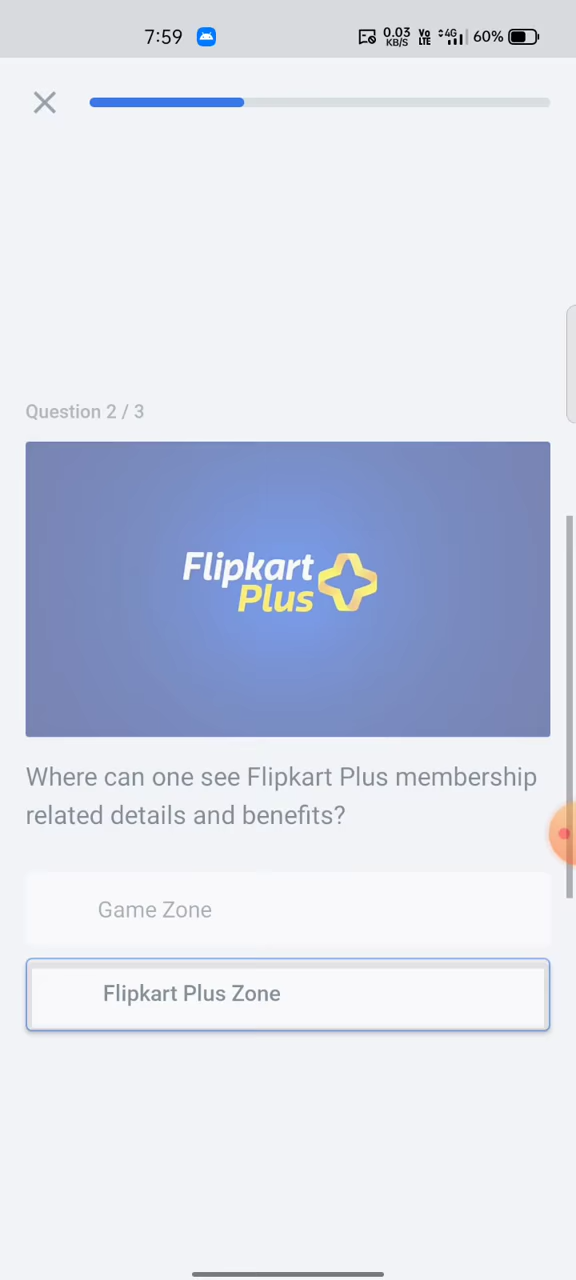 7:59
0.03 KB/S
Vo LTE
4G
60%
Question 2 / 3
Flipkart
Plus
Where can one see Flipkart Plus membership
related details and benefits?
Game Zone
Flipkart Plus Zone